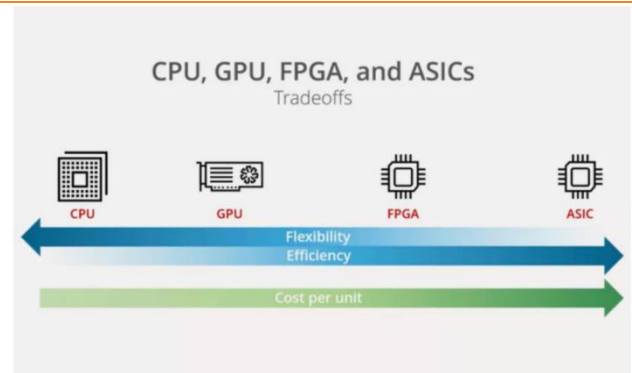 CPU, GPU, FPGA, and ASICs
Tradeoffs
CPU GPU FPGA ASIC
Flexibility
Efficiency
Cost per unit